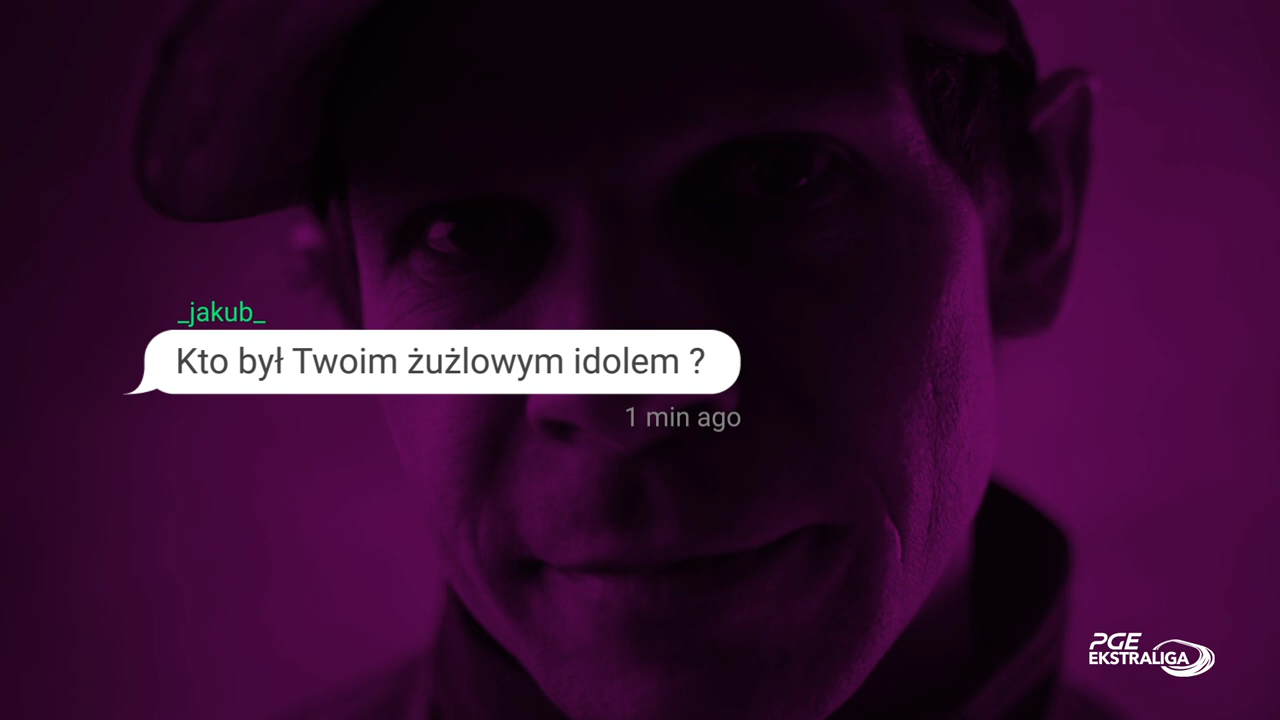 _jakub_
Kto był Twoim żużlowym idolem ?
1 min ago
PGE
EKSTRALIGA